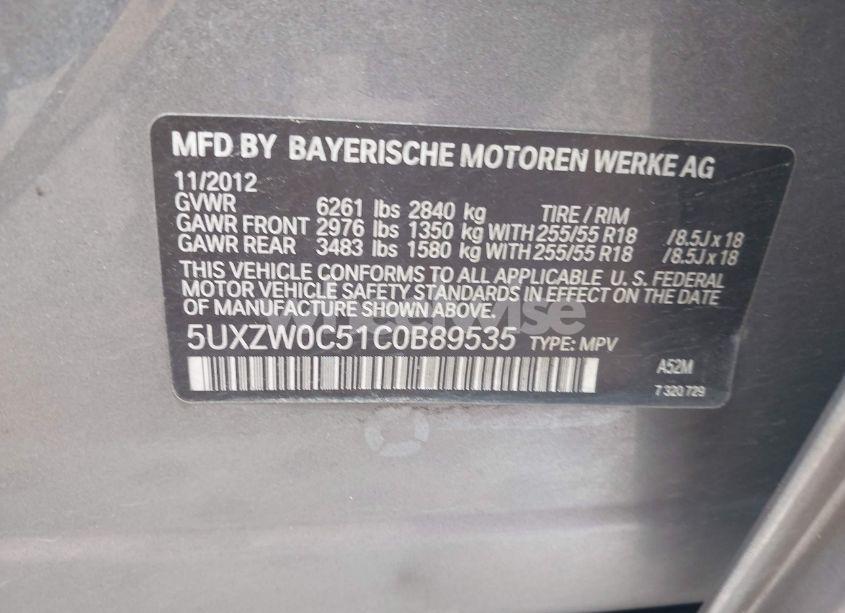 MFD BY BAYERISCHE MOTOREN WERKE AG
11/2012
GVWR 6261 lbs 2840 kg TIRE / RIM
GAWR FRONT 2976 lbs 1350 kg WITH 255/55 R18 /8.5J x 18
GAWR REAR 3483 lbs 1580 kg WITH 255/55 R18 /8.5J x 18
THIS VEHICLE CONFORMS TO ALL APPLICABLE U. S. FEDERAL
MOTOR VEHICLE SAFETY STANDARDS IN EFFECT ON THE DATE
OF MANUFACTURE SHOWN ABOVE.
5UXZW0C51C0B89535 TYPE: MPV
A52M
7 320 729